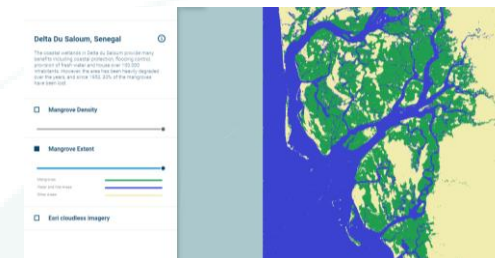 Delta Du Saloum, Senegal
The coastal wetlands in Delta du Saloum provide many
benefits including coastal protection, flooding control
provision of fresh water and house over 100 000
inhabitants. However the area has been heavily degraded
over the years, and since 1950, of the mangroves
have been lost
Mangrove Density
Mangrove Extent
Mangroves
Esri cloudless imagery